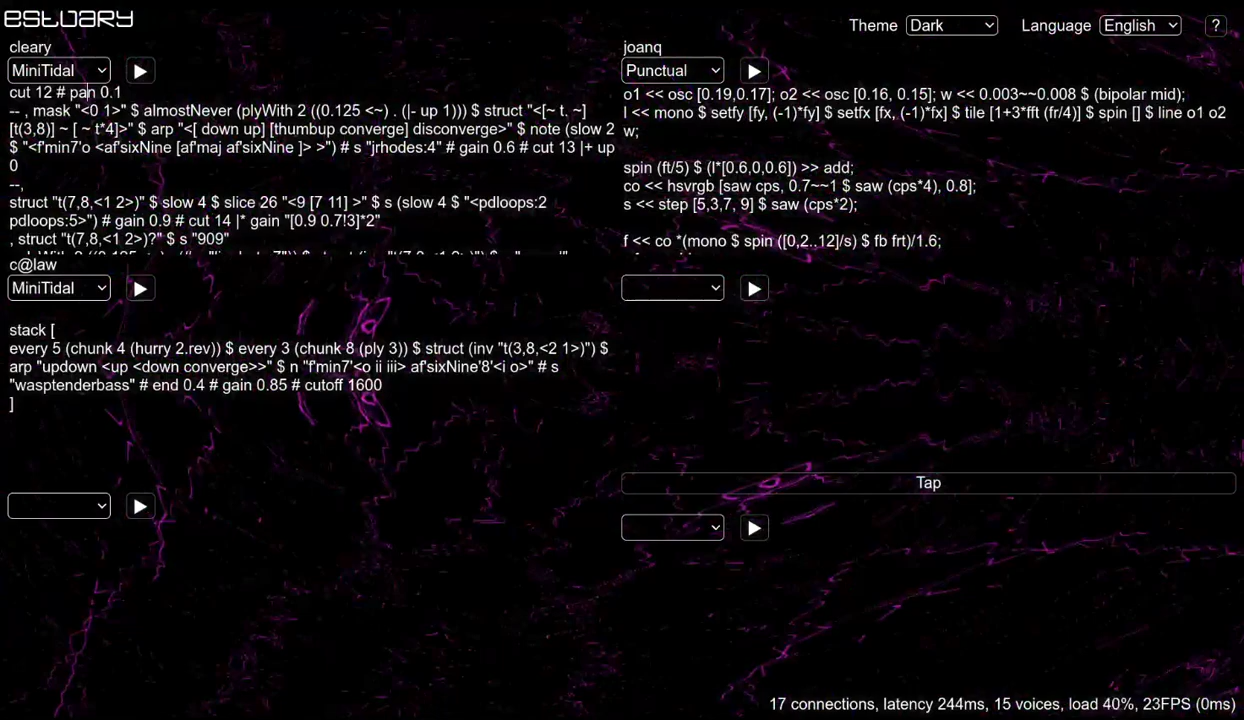 estuary
Theme Dark Language English ?
cleary
MiniTidal
cut 12 # pan 0.1
-- , mask "<0 1>" $ almostNever (plyWith 2 ((0.125 <~) . (|- up 1))) $ struct "<[~ t. ~]
[t(3,8)] ~ [ ~ t*4]>" $ arp "<[ down up] [thumbup converge] disconverge>" $ note (slow 2
$ "<f'min7'o <af'sixNine [af'maj af'sixNine ]> >") # s "jrhodes:4" # gain 0.6 # cut 13 |+ up
0
--,
struct "t(7,8,<1 2>)" $ slow 4 $ slice 26 "<9 [7 11] >" $ s (slow 4 $ "<pdloops:2
pdloops:5>") # gain 0.9 # cut 14 |* gain "[0.9 0.7!3]*2"
, struct "t(7,8,<1 2>)?" $ s "909"
joanq
Punctual
o1 << osc [0.19,0.17]; o2 << osc [0.16, 0.15]; w << 0.003~~0.008 $ (bipolar mid);
l << mono $ setfy [fy, (-1)*fy] $ setfx [fx, (-1)*fx] $ tile [1+3*fft (fr/4)] $ spin [] $ line o1 o2
w;
spin (ft/5) $ (l*[0.6,0,0.6]) >> add;
co << hsvrgb [saw cps, 0.7~~1 $ saw (cps*4), 0.8];
s << step [5,3,7, 9] $ saw (cps*2);
f << co *(mono $ spin ([0,2..12]/s) $ fb frt)/1.6;
c@law
MiniTidal
stack [
every 5 (chunk 4 (hurry 2.rev)) $ every 3 (chunk 8 (ply 3)) $ struct (inv "t(3,8,<2 1>)") $
arp "updown <up <down converge>>" $ n "f'min7'<o ii iii> af'sixNine'8'<i o>" # s
"wasptenderbass" # end 0.4 # gain 0.85 # cutoff 1600
]
Tap
17 connections, latency 244ms, 15 voices, load 40%, 23FPS (0ms)